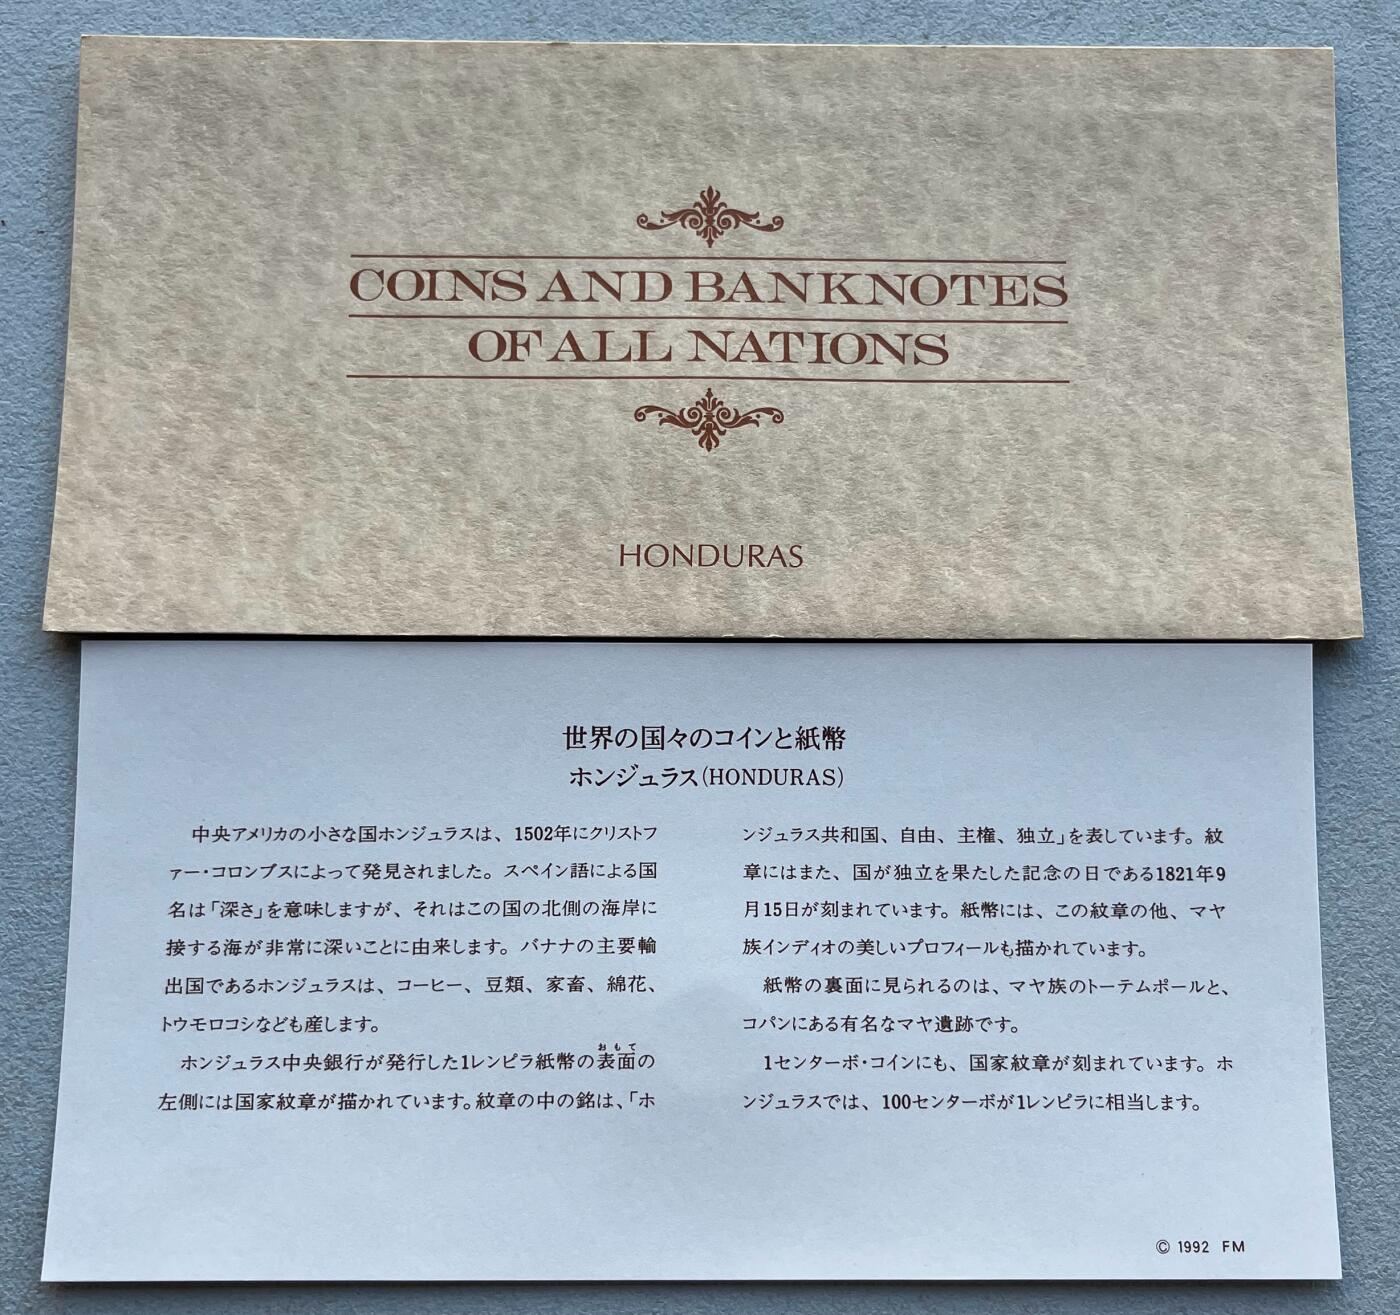 COINS AND BANKNOTES
OF ALL NATIONS
HONDURAS
世界の国々のコインと紙幣
ホンジュラス(HONDURAS)
中央アメリカの小さな国ホンジュラスは、1502年にクリストフ
ァー・コロンブスによって発見されました。スペイン語による国
名は「深さ」を意味しますが、それはこの国の北側の海岸に
接する海が非常に深いことに由来します。バナナの主要輸
出国であるホンジュラスは、コーヒー、豆類、家畜、綿花、
トウモロコシなども産します。
おもて
ホンジュラス中央銀行が発行した1レンピラ紙幣の表面の
左側には国家紋章が描かれています。紋章の中の銘は、「ホ
ンジュラス共和国、自由、主権、独立」を表しています。紋
章にはまた、国が独立を果たした記念の日である1821年9
月15日が刻まれています。紙幣には、この紋章の他、マヤ
族インディオの美しいプロフィールも描かれています。
紙幣の裏面に見られるのは、マヤ族のトーテムポールと、
コパンにある有名なマヤ遺跡です。
1センターボ・コインにも、国家紋章が刻まれています。ホ
ンジュラスでは、100センターボが1レンピラに相当します。
© 1992 FM